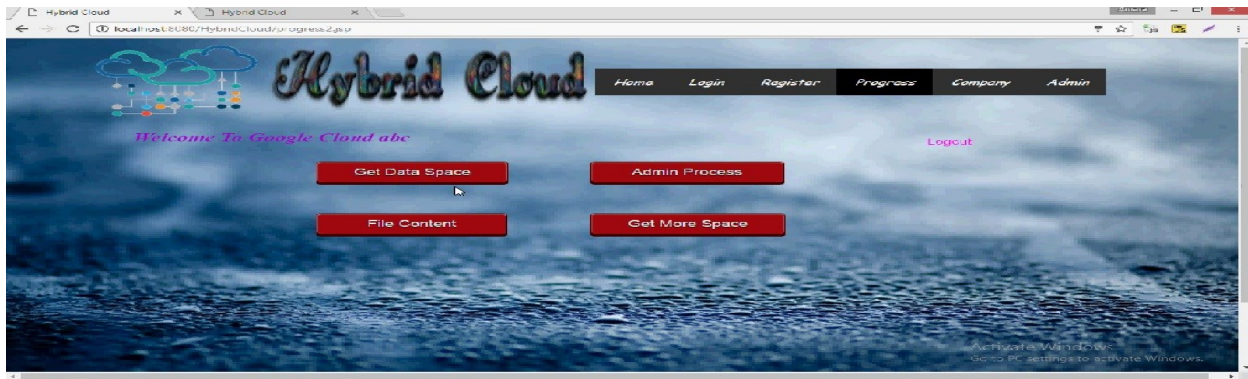 Hybrid Cloud Hybrid Cloud
localhost:8080/HybridCloud/progress2.jsp
Hybrid Cloud
Home Login Register Progress Company Admin
Welcome To Google Cloud abc
Logout
Get Data Space Admin Process
File Content Get More Space
Activate Windows
Go to PC settings to activate Windows.